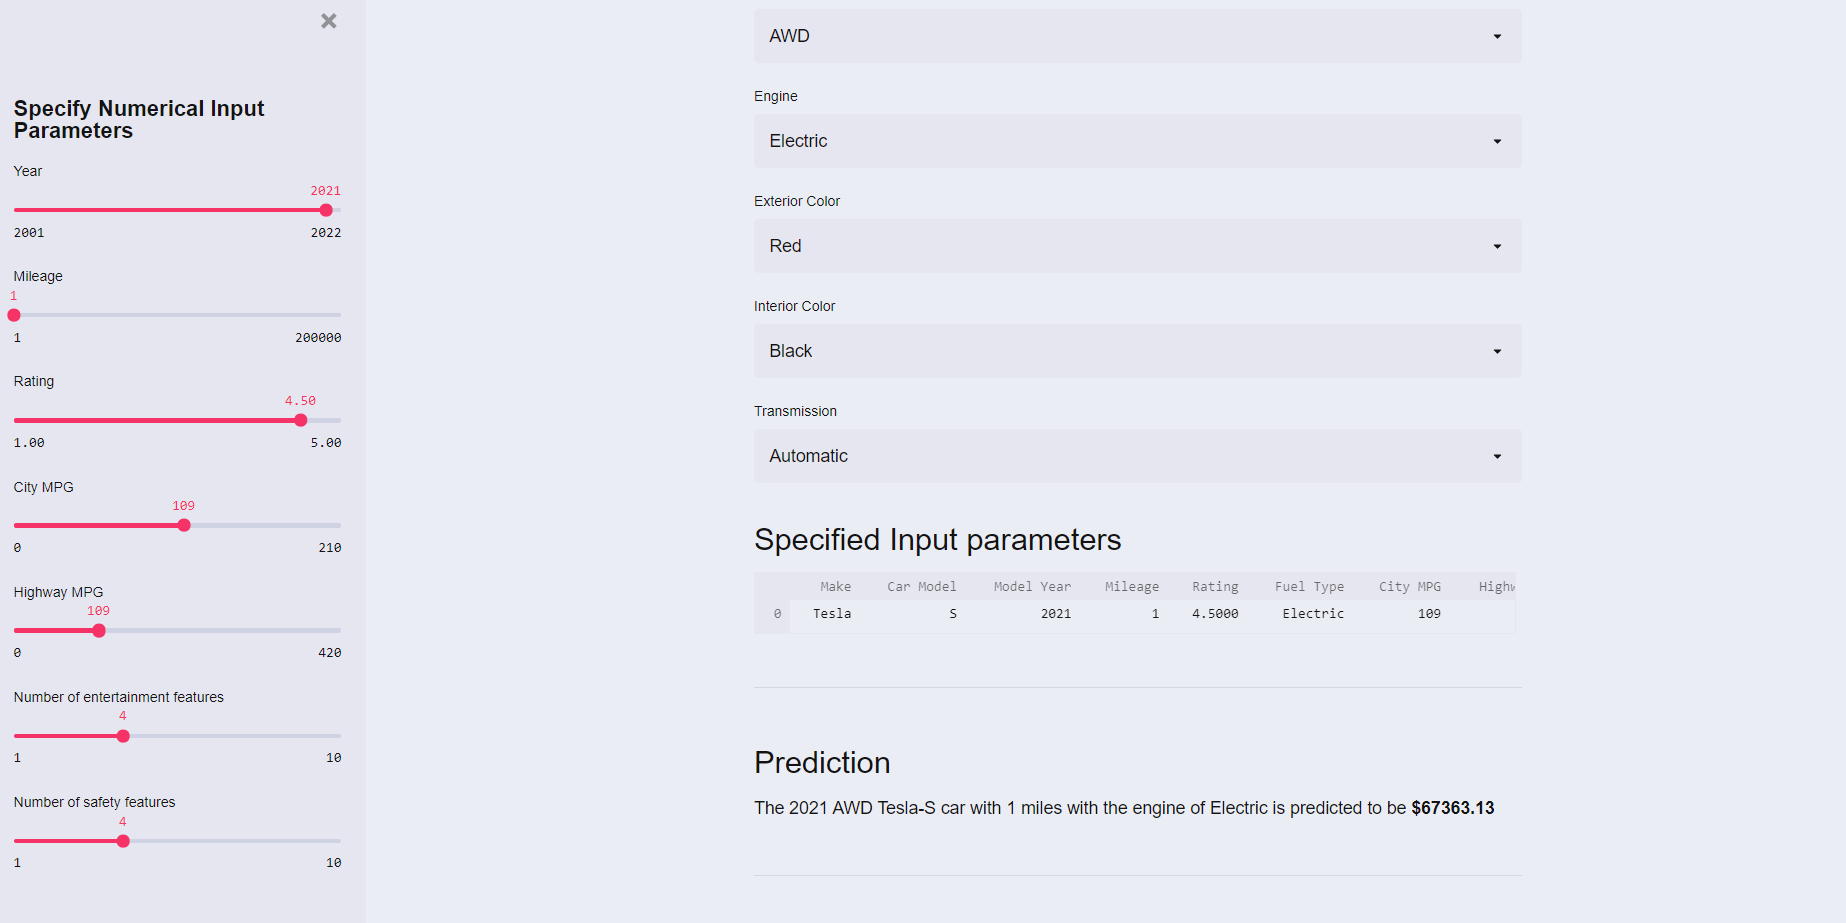 Specify Numerical Input
Parameters
Year
2021
2001 2022
Mileage
1
1 200000
Rating
4.50
1.00 5.00
City MPG
109
0 210
Highway MPG
109
0 420
Number of entertainment features
4
1 10
Number of safety features
4
1 10
AWD
Engine
Electric
Exterior Color
Red
Interior Color
Black
Transmission
Automatic
Specified Input parameters
Make Car Model Model Year Mileage Rating Fuel Type City MPG
0 Tesla S 2021 1 4.5000 Electric 109
Prediction
The 2021 AWD Tesla-S car with 1 miles with the engine of Electric is predicted to be $67363.13